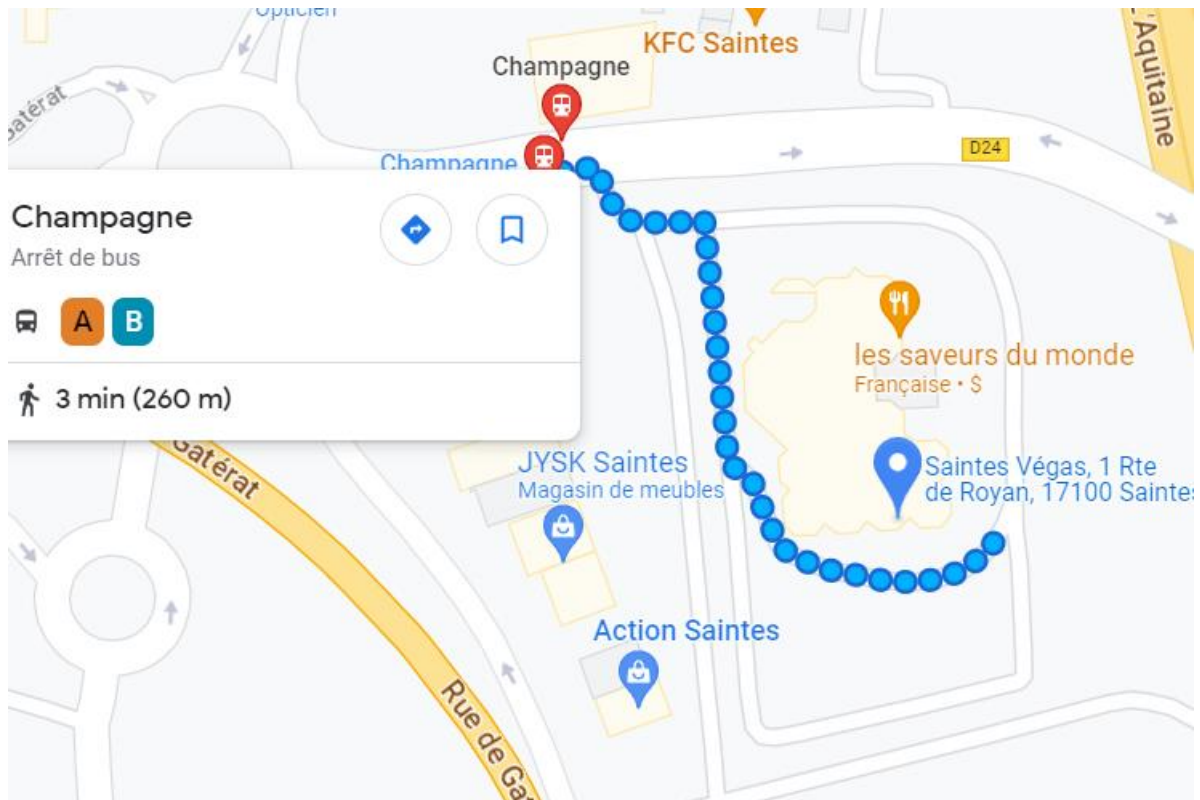 Opticien
KFC Saintes
Champagne
L'Aquitaine
Gatérat
Champagne
D24
Champagne
Arrêt de bus
A B
3 min (260 m)
les saveurs du monde
Française • $
Gatérat
JYSK Saintes
Magasin de meubles
Saintes Végas, 1 Rte
de Royan, 17100 Saintes
Action Saintes
Rue de Ga